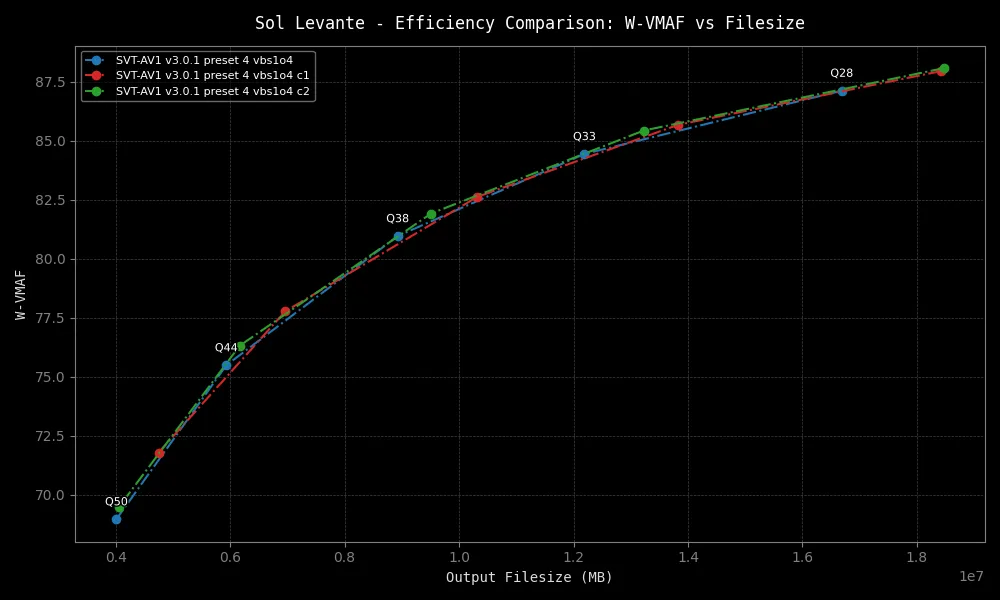 Sol Levante - Efficiency Comparison: W-VMAF vs Filesize
SVT-AV1 v3.0.1 preset 4 vbs1o4
SVT-AV1 v3.0.1 preset 4 vbs1o4 c1
SVT-AV1 v3.0.1 preset 4 vbs1o4 c2
W-VMAF
87.5
85.0
82.5
80.0
77.5
75.0
72.5
70.0
Q28
Q33
Q38
Q44
Q50
0.4 0.6 0.8 1.0 1.2 1.4 1.6 1.8
1e7
Output Filesize (MB)